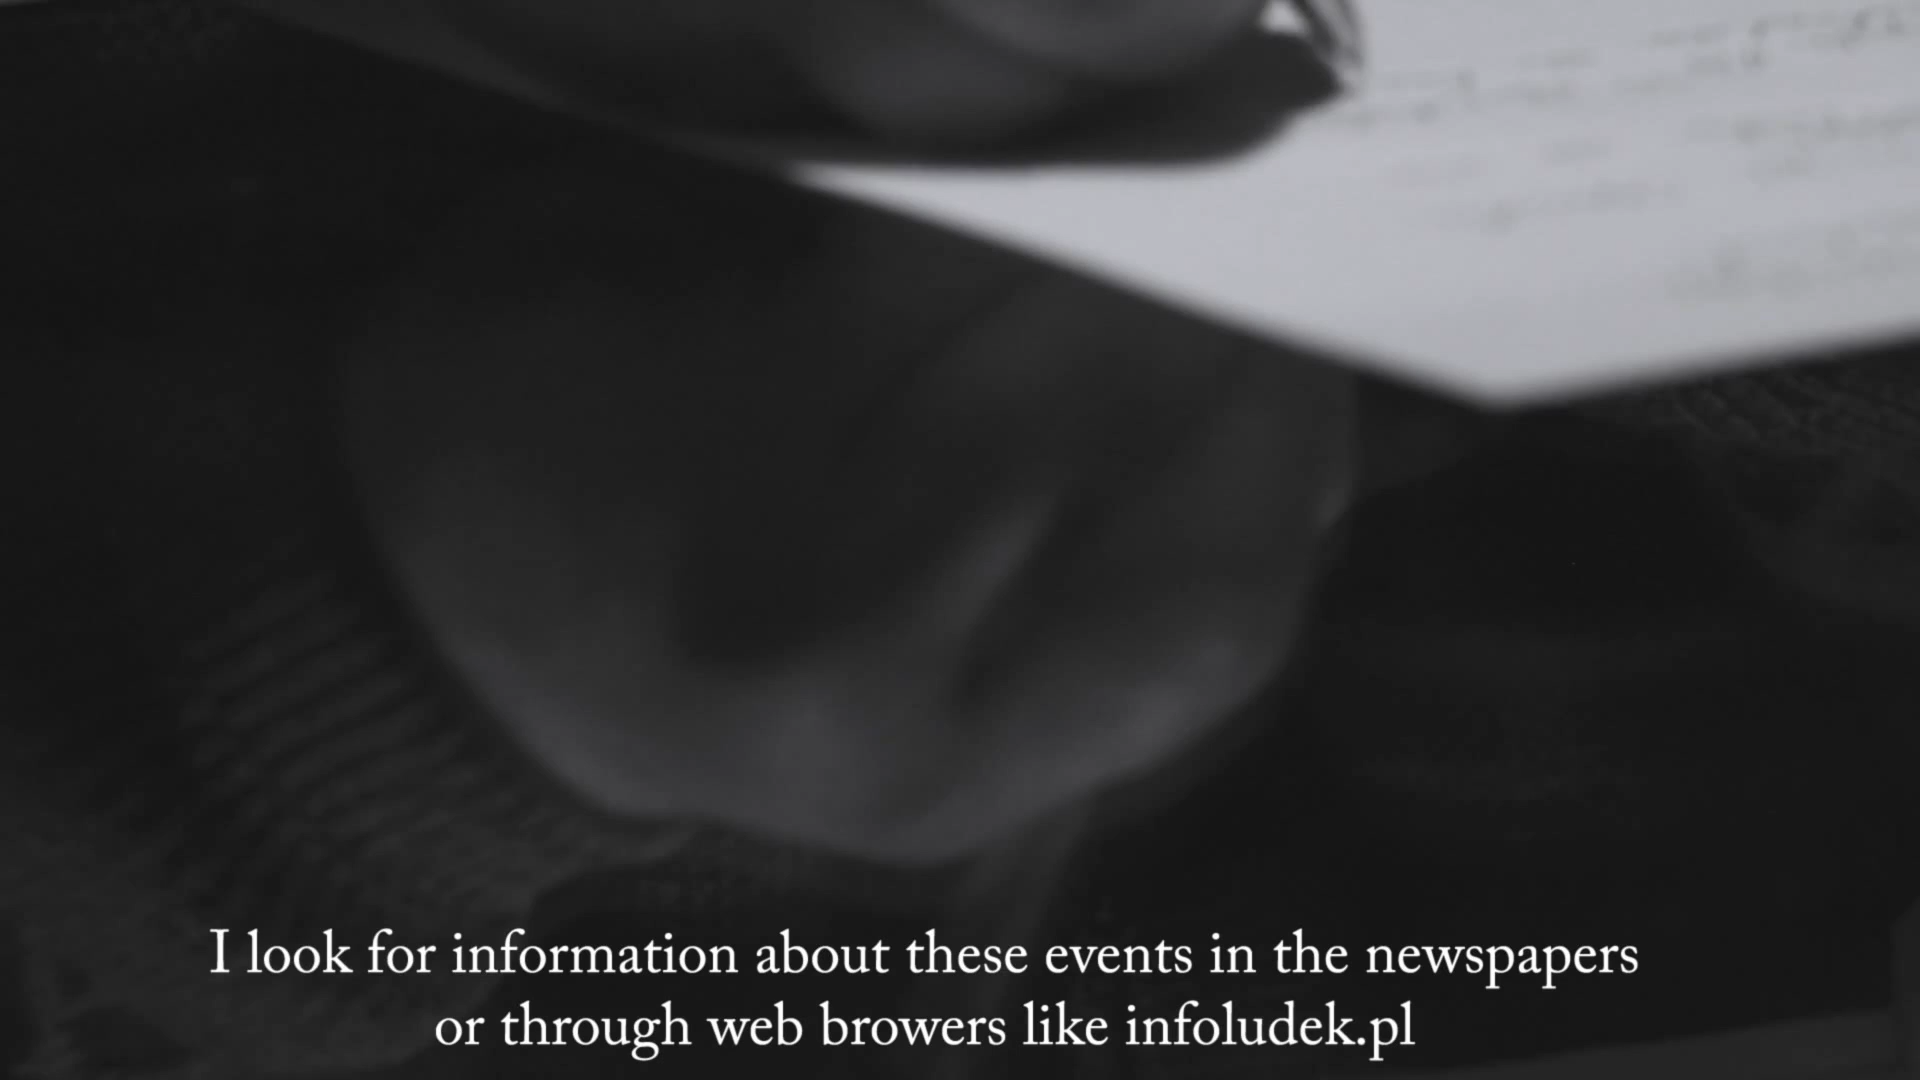 I look for information about these events in the newspapers
or through web browers like infoludek.pl